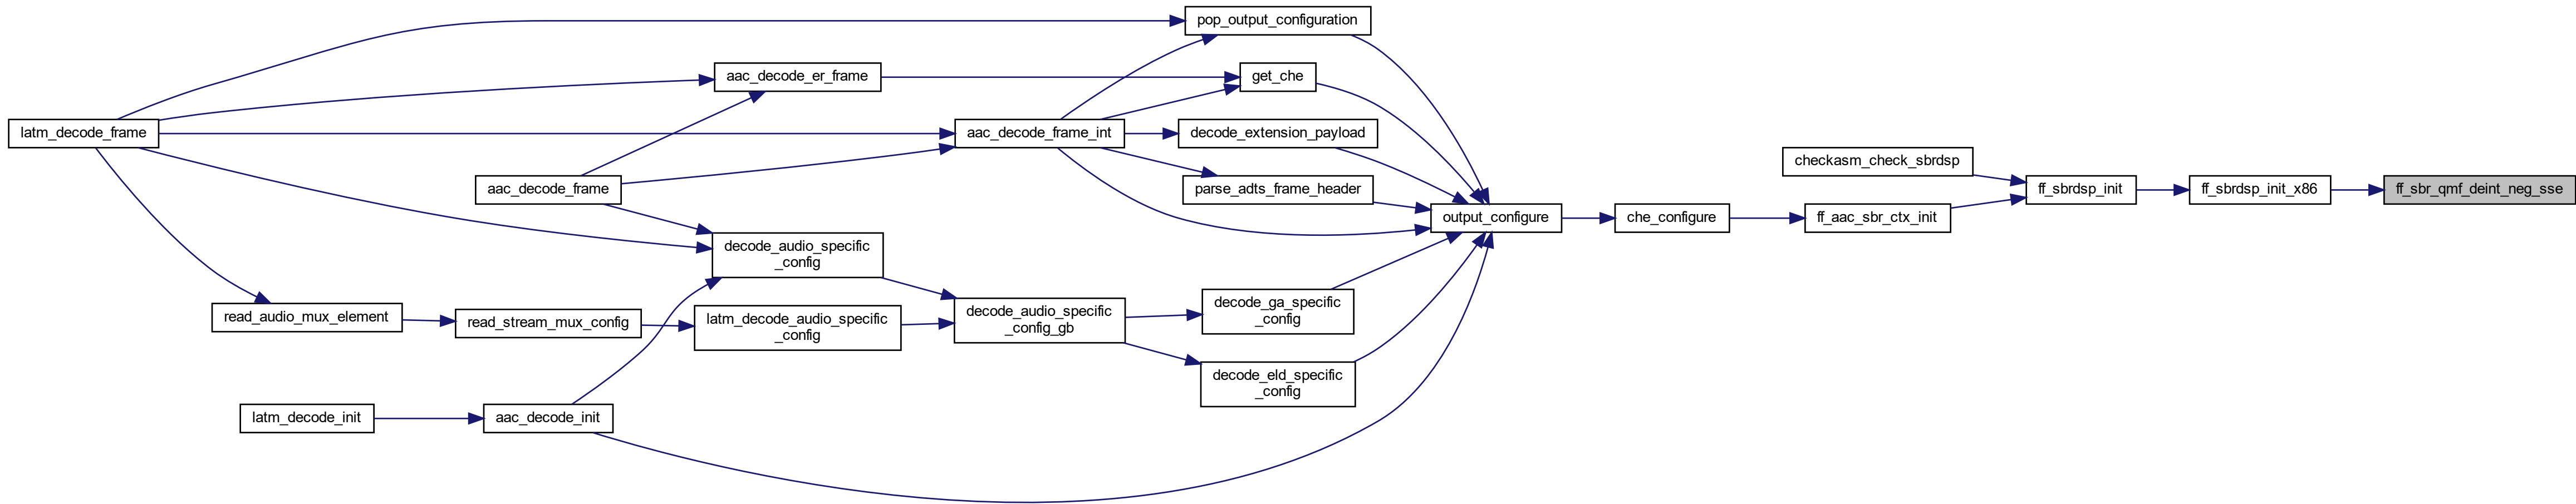 pop_output_configuration
aac_decode_er_frame
get_che
latm_decode_frame
aac_decode_frame_int
decode_extension_payload
checkasm_check_sbrdsp
aac_decode_frame
parse_adts_frame_header
ff_sbrdsp_init
ff_sbrdsp_init_x86
ff_sbr_qmf_deint_neg_sse
output_configure
che_configure
ff_aac_sbr_ctx_init
decode_audio_specific
_config
read_audio_mux_element
read_stream_mux_config
latm_decode_audio_specific
_config
decode_audio_specific
_config_gb
decode_ga_specific
_config
decode_eld_specific
_config
latm_decode_init
aac_decode_init